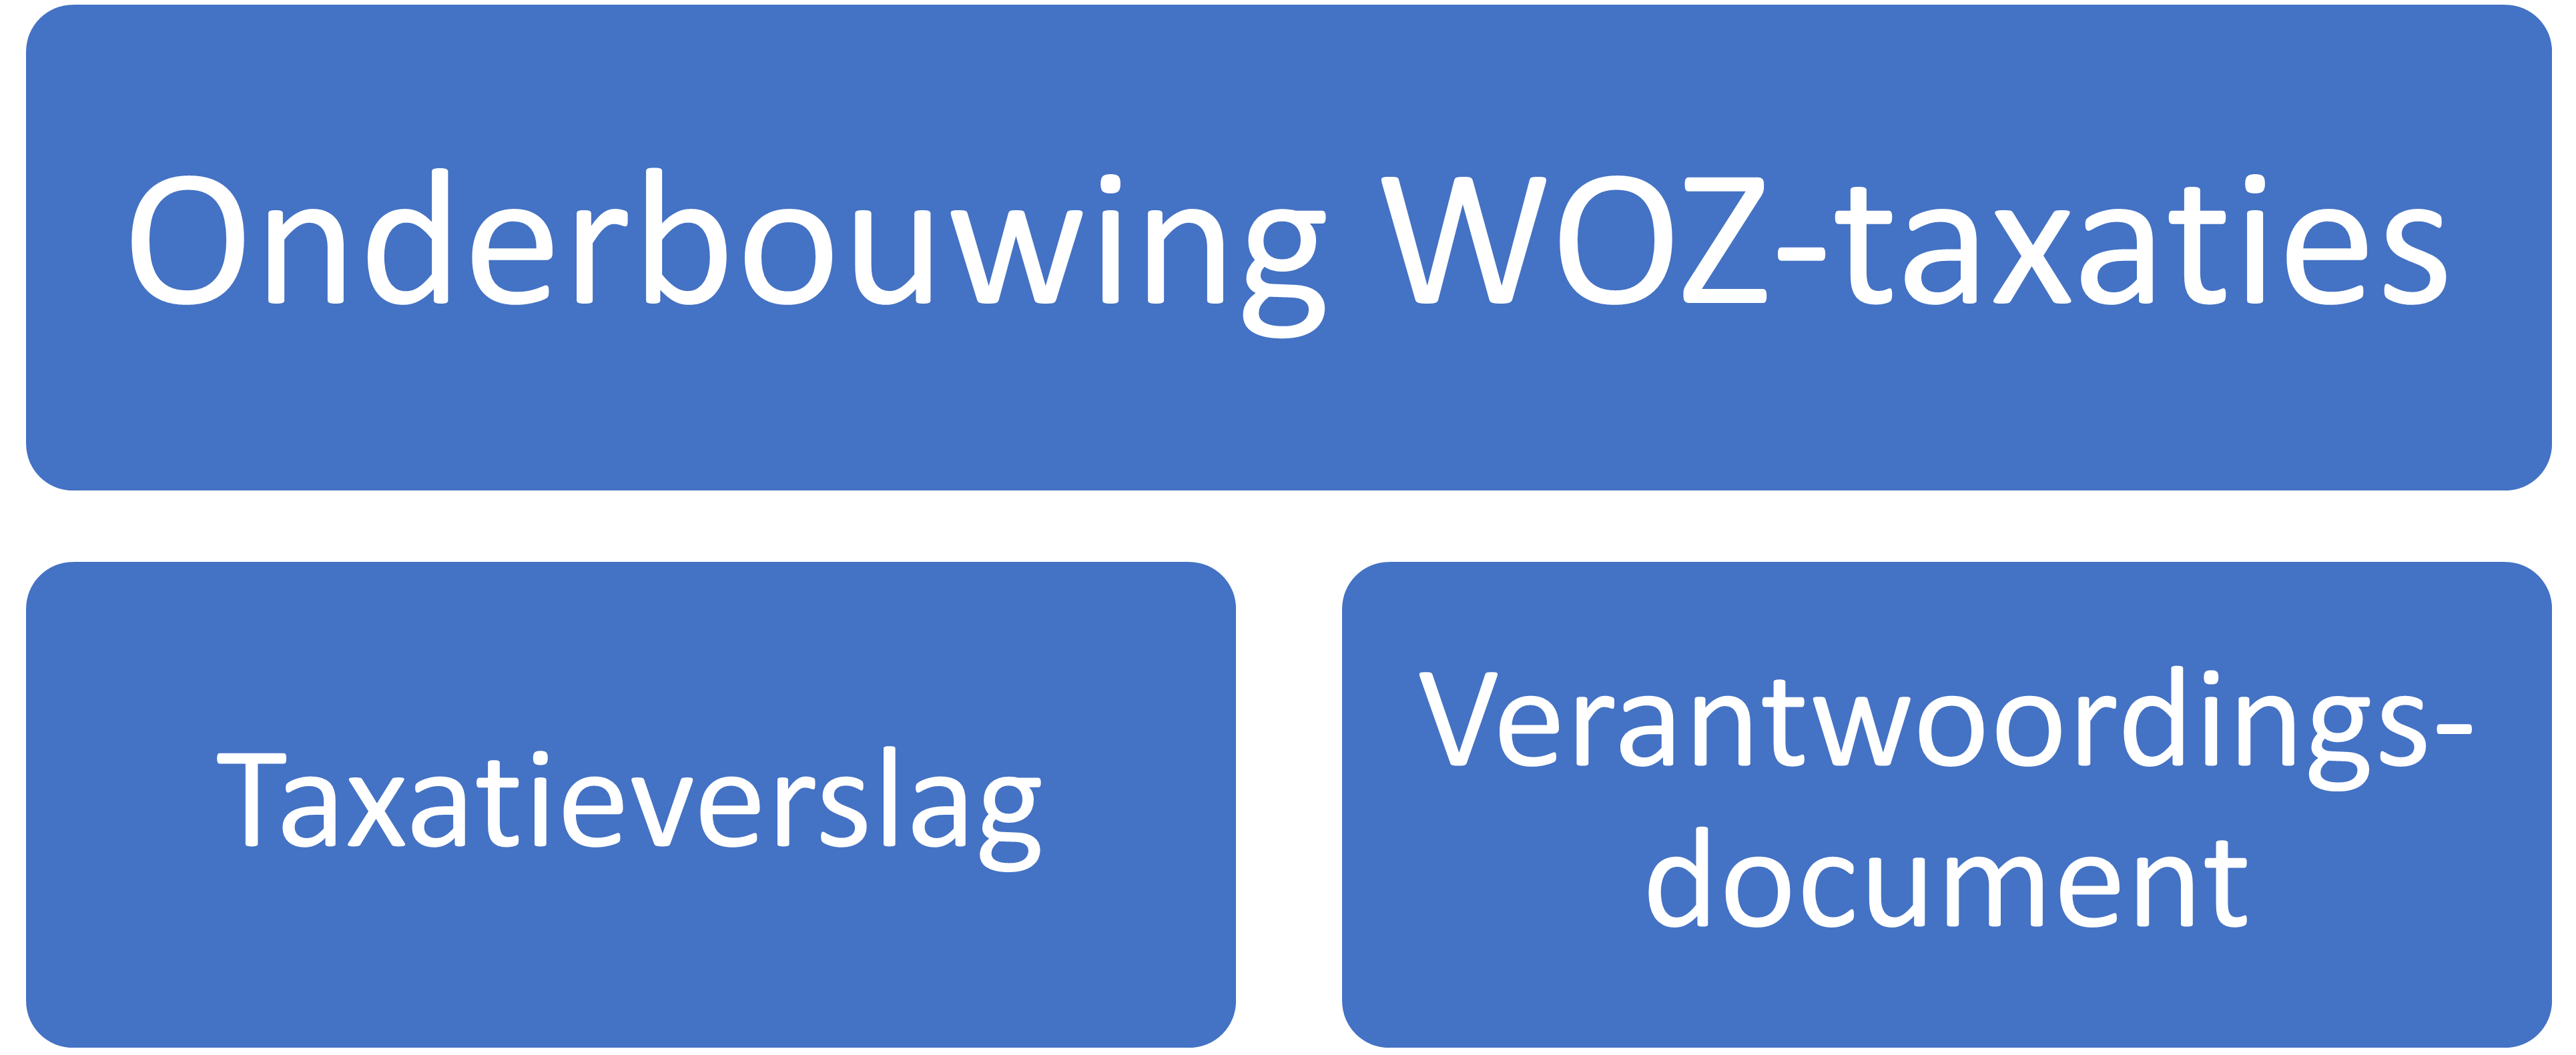 Onderbouwing WOZ-taxaties
Taxatieverslag
Verantwoordings-
document